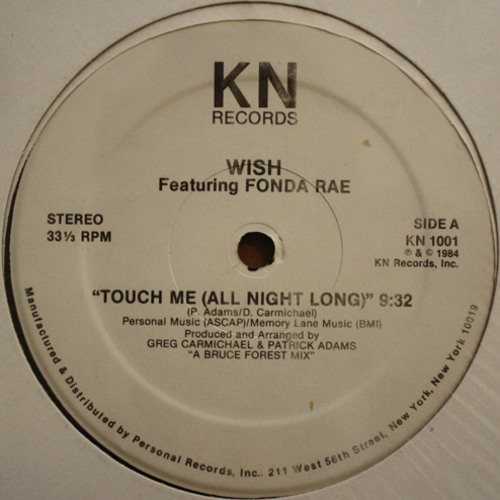 KN
RECORDS
WISH
Featuring FONDA RAE
STEREO
33⅓ RPM
SIDE A
KN 1001
℗ & © 1984
KN Records, Inc.
“TOUCH ME (ALL NIGHT LONG)” 9:32
(P. Adams/D. Carmichael)
Personal Music (ASCAP)/Memory Lane Music (BMI)
Produced and Arranged by
GREG CARMICHAEL & PATRICK ADAMS
“A BRUCE FOREST MIX”
Manufactured & Distributed by Personal Records, Inc.. 211 West 56th Street, New York, New York 10019